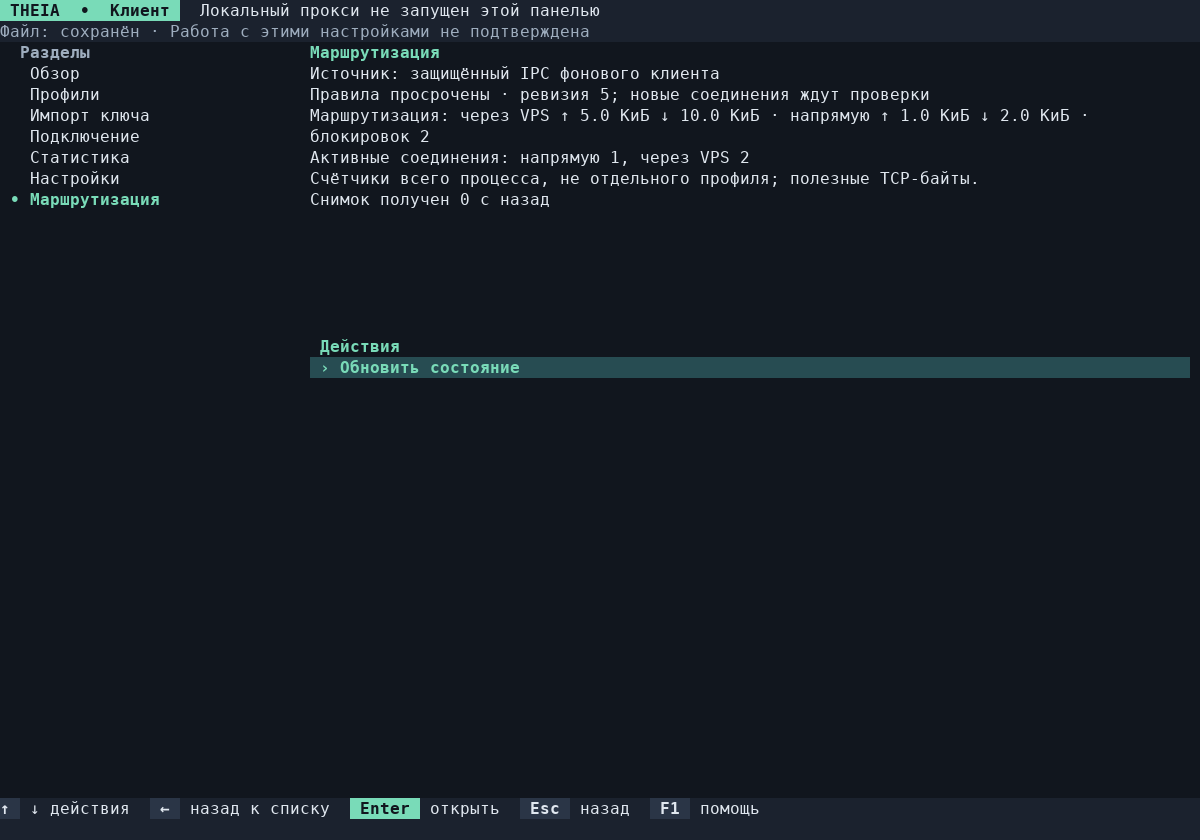 THEIA • Клиент Локальный прокси не запущен этой панелью
Файл: сохранён · Работа с этими настройками не подтверждена
Разделы
Обзор
Профили
Импорт ключа
Подключение
Статистика
Настройки
• Маршрутизация
Маршрутизация
Источник: защищённый IPC фонового клиента
Правила просрочены · ревизия 5; новые соединения ждут проверки
Маршрутизация: через VPS ↑ 5.0 КиБ ↓ 10.0 КиБ · напрямую ↑ 1.0 КиБ ↓ 2.0 КиБ ·
блокировок 2
Активные соединения: напрямую 1, через VPS 2
Счётчики всего процесса, не отдельного профиля; полезные TCP-байты.
Снимок получен 0 с назад
Действия
› Обновить состояние
↑ ↓ действия ← назад к списку Enter открыть Esc назад F1 помощь